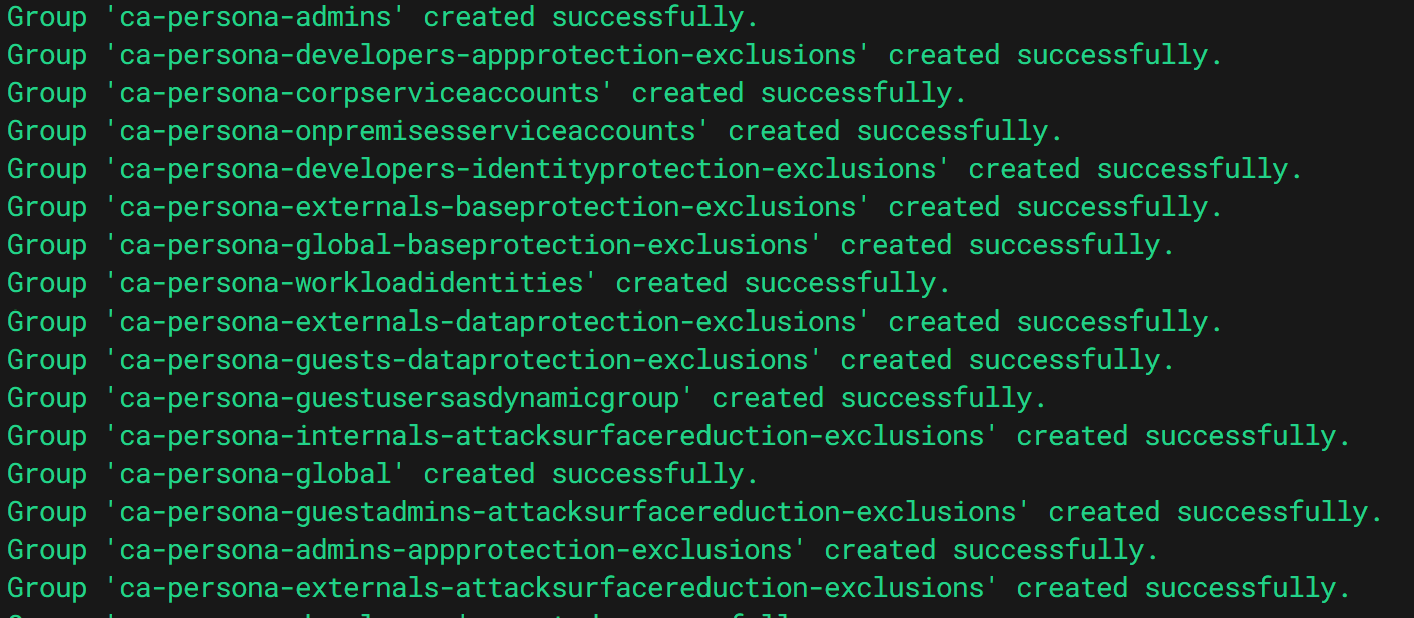 Group 'ca-persona-admins' created successfully.
Group 'ca-persona-developers-appprotection-exclusions' created successfully.
Group 'ca-persona-corpserviceaccounts' created successfully.
Group 'ca-persona-onpremisesserviceaccounts' created successfully.
Group 'ca-persona-developers-identityprotection-exclusions' created successfully.
Group 'ca-persona-externals-baseprotection-exclusions' created successfully.
Group 'ca-persona-global-baseprotection-exclusions' created successfully.
Group 'ca-persona-workloadidentities' created successfully.
Group 'ca-persona-externals-dataprotection-exclusions' created successfully.
Group 'ca-persona-guests-dataprotection-exclusions' created successfully.
Group 'ca-persona-guestusersasdynamicgroup' created successfully.
Group 'ca-persona-internals-attacksurfacereduction-exclusions' created successfully.
Group 'ca-persona-global' created successfully.
Group 'ca-persona-guestadmins-attacksurfacereduction-exclusions' created successfully.
Group 'ca-persona-admins-appprotection-exclusions' created successfully.
Group 'ca-persona-externals-attacksurfacereduction-exclusions' created successfully.